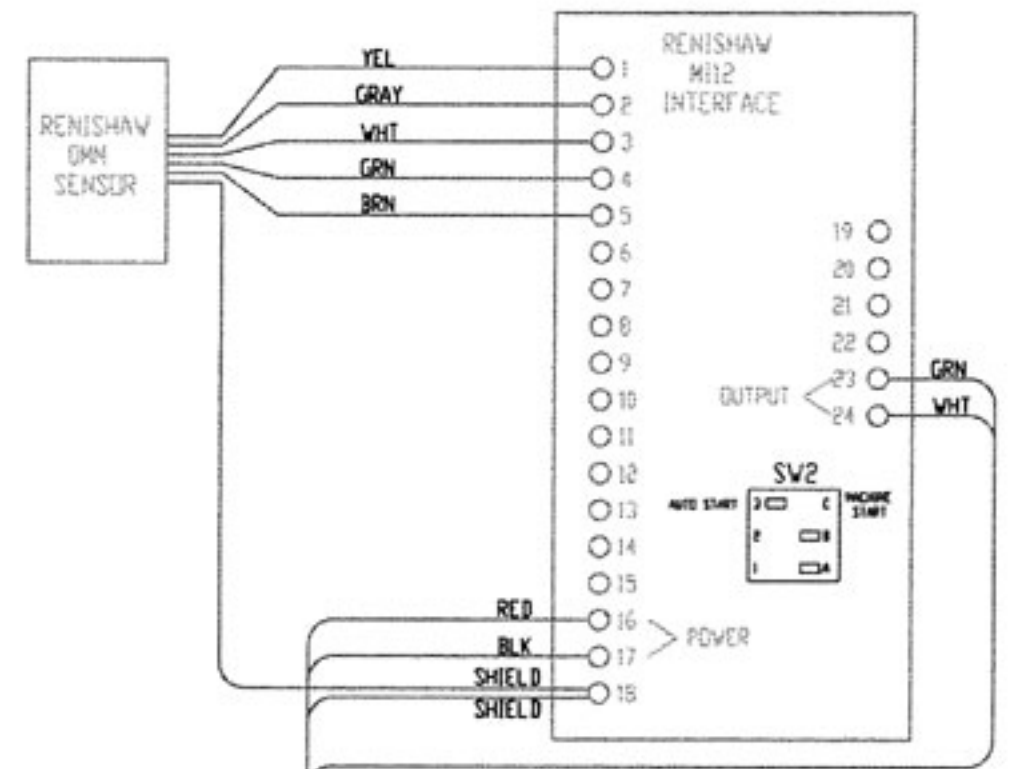 RENISHAW
OMM
SENSOR
YEL
GRAY
WHT
GRN
BRN
RENISHAW
MI12
INTERFACE
1
2
3
4
5
6
7
8
9
10
11
12
13
14
15
16
17
18
19
20
21
22
23
24
OUTPUT
GRN
WHT
SW2
AUTO START
3 C
2 B
1 A
MACHINE
START
RED
BLK
POWER
SHIELD
SHIELD